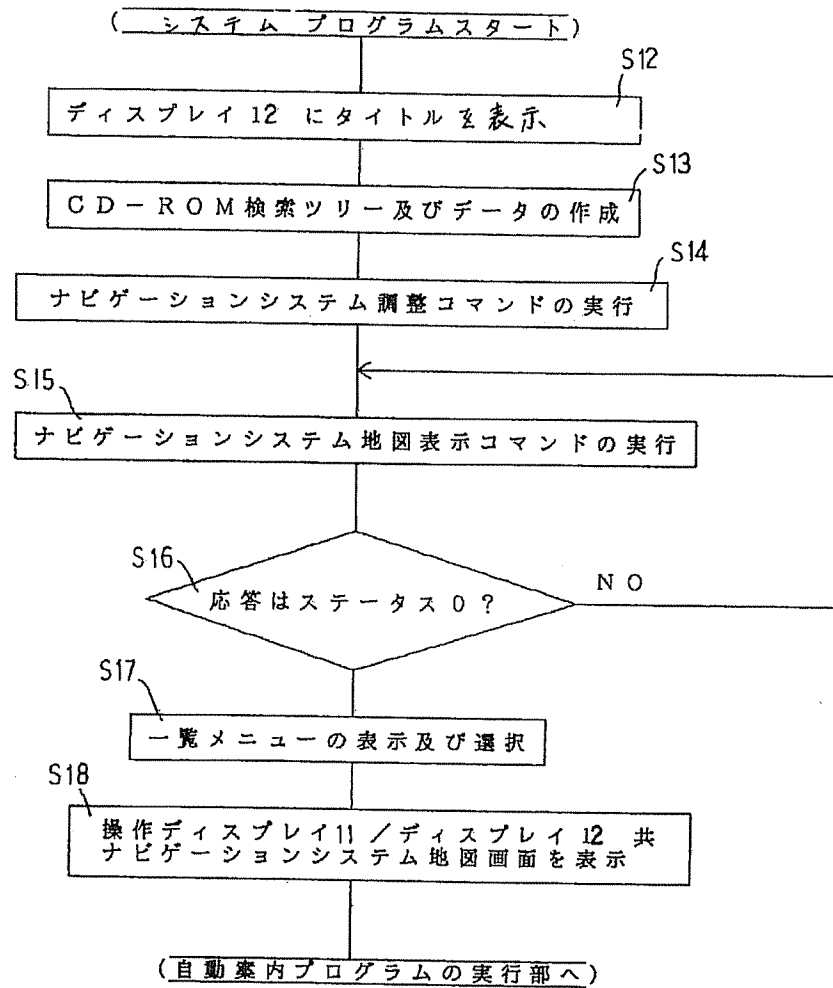 (システム プログラムスタート)
S12
ディスプレイ12 にタイトルを表示
S13
CD-ROM検索ツリー及びデータの作成
S14
ナビゲーションシステム調整コマンドの実行
S15
ナビゲーションシステム地図表示コマンドの実行
S16
応答はステータス0?
NO
S17
一覧メニューの表示及び選択
S18
操作ディスプレイ11/ディスプレイ12 共
ナビゲーションシステム地図画面を表示
(自動案内プログラムの実行部へ)